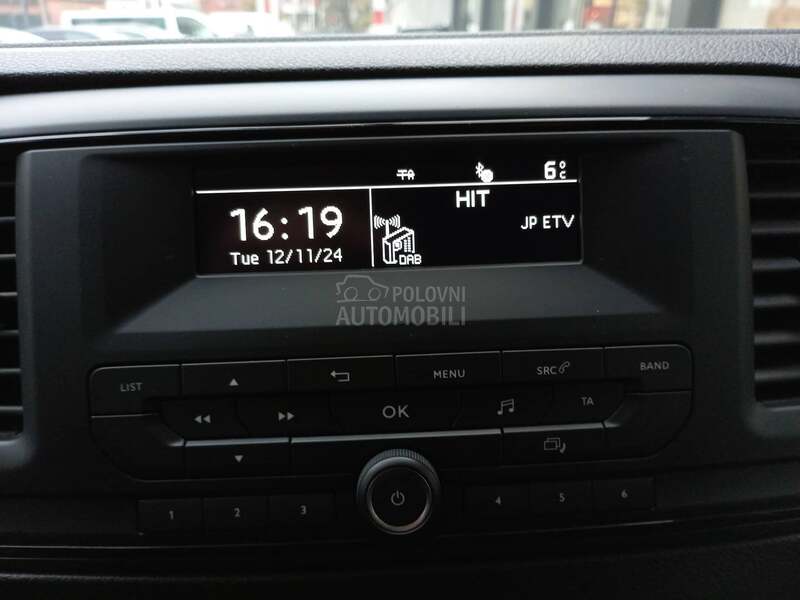 TA 6°C
HIT
16:19
JP ETV
DAB
Tue 12/11/24
POLOVNI
AUTOMOBILI
LIST MENU SRC BAND
OK TA
1 2 3 4 5 6